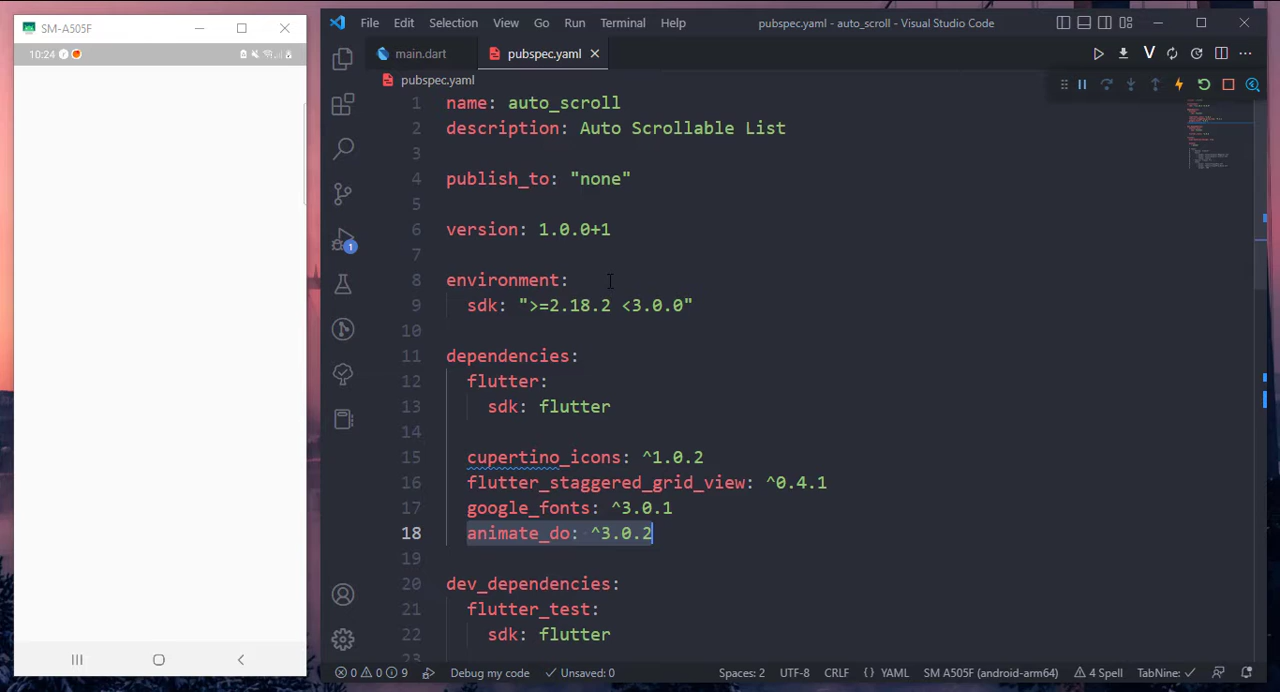 SM-A505F
10:24
File Edit Selection View Go Run Terminal Help
pubspec.yaml - auto_scroll - Visual Studio Code
main.dart
pubspec.yaml
pubspec.yaml
1 name: auto_scroll
2 description: Auto Scrollable List
3
4 publish_to: "none"
5
6 version: 1.0.0+1
7
8 environment:
9 sdk: ">=2.18.2 <3.0.0"
10
11 dependencies:
12 flutter:
13 sdk: flutter
14
15 cupertino_icons: ^1.0.2
16 flutter_staggered_grid_view: ^0.4.1
17 google_fonts: ^3.0.1
18 animate_do: ^3.0.2
19
20 dev_dependencies:
21 flutter_test:
22 sdk: flutter
23
1
0 0 9 Debug my code Unsaved: 0 Spaces: 2 UTF-8 CRLF {} YAML SM A505F (android-arm64) 4 Spell TabNine: